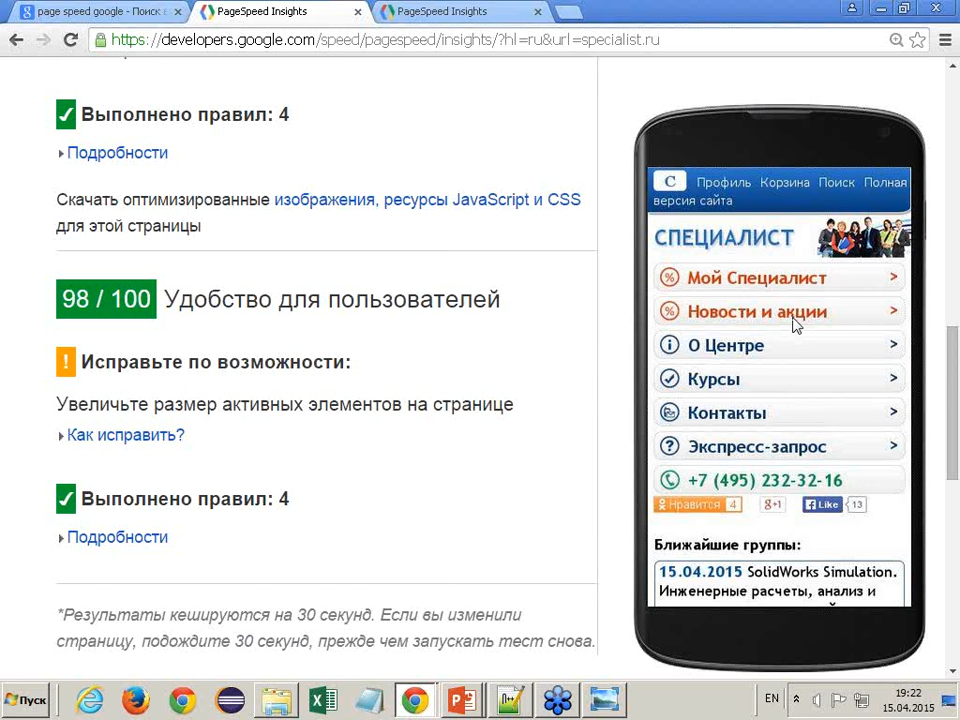 page speed google - Поиск
PageSpeed Insights
PageSpeed Insights
https://developers.google.com/speed/pagespeed/insights/?hl=ru&url=specialist.ru
Выполнено правил: 4
Подробности
Скачать оптимизированные изображения, ресурсы JavaScript и CSS
для этой страницы
98 / 100 Удобство для пользователей
! Исправьте по возможности:
Увеличьте размер активных элементов на странице
Как исправить?
Выполнено правил: 4
Подробности
*Результаты кешируются на 30 секунд. Если вы изменили
страницу, подождите 30 секунд, прежде чем запускать тест снова.
С Профиль Корзина Поиск Полная
версия сайта
СПЕЦИАЛИСТ
% Мой Специалист >
% Новости и акции >
i О Центре >
Курсы >
Контакты >
? Экспресс-запрос >
+7 (495) 232-32-16
Нравится 4 g+1 Like 13
Ближайшие группы:
15.04.2015 SolidWorks Simulation.
Инженерные расчеты, анализ и
Пуск
EN
19:22
15.04.2015